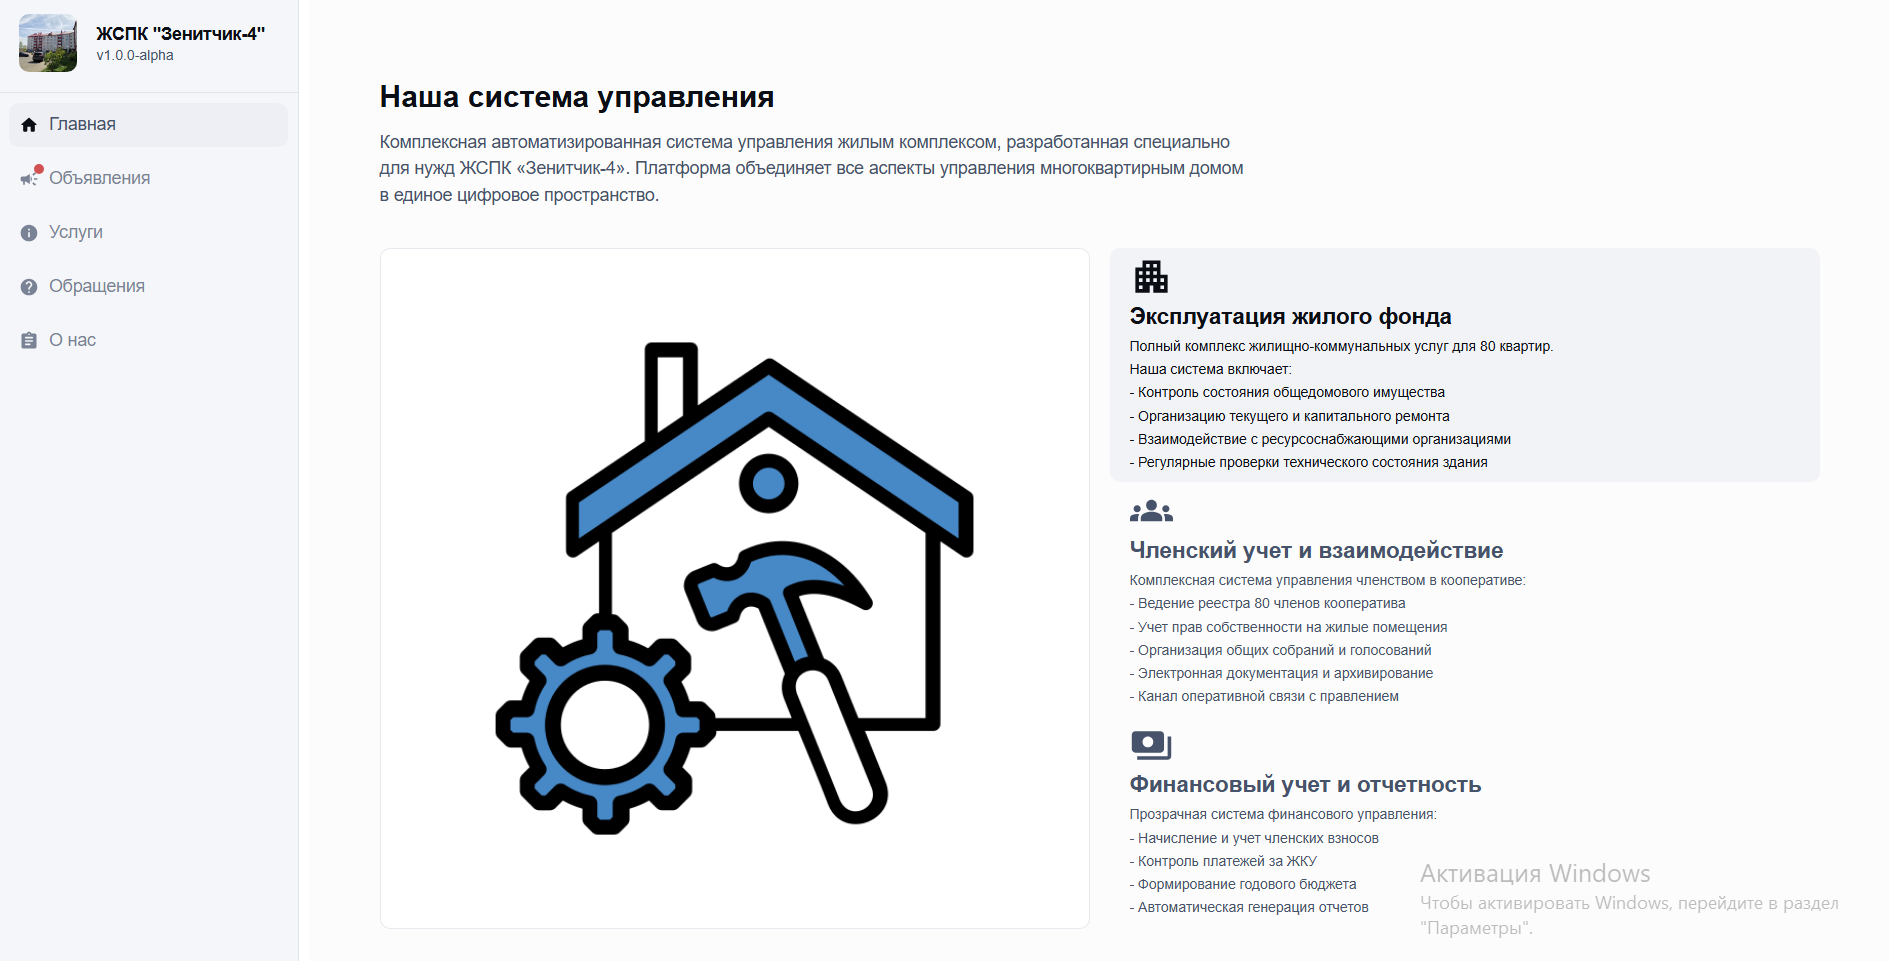 ЖСПК "Зенитчик-4"
v1.0.0-alpha
Главная
Объявления
Услуги
Обращения
О нас
Наша система управления
Комплексная автоматизированная система управления жилым комплексом, разработанная специально
для нужд ЖСПК «Зенитчик-4». Платформа объединяет все аспекты управления многоквартирным домом
в единое цифровое пространство.
Эксплуатация жилого фонда
Полный комплекс жилищно-коммунальных услуг для 80 квартир.
Наша система включает:
- Контроль состояния общедомового имущества
- Организацию текущего и капитального ремонта
- Взаимодействие с ресурсоснабжающими организациями
- Регулярные проверки технического состояния здания
Членский учет и взаимодействие
Комплексная система управления членством в кооперативе:
- Ведение реестра 80 членов кооператива
- Учет прав собственности на жилые помещения
- Организация общих собраний и голосований
- Электронная документация и архивирование
- Канал оперативной связи с правлением
Финансовый учет и отчетность
Прозрачная система финансового управления:
- Начисление и учет членских взносов
- Контроль платежей за ЖКУ
- Формирование годового бюджета
- Автоматическая генерация отчетов
Активация Windows
Чтобы активировать Windows, перейдите в раздел
"Параметры".